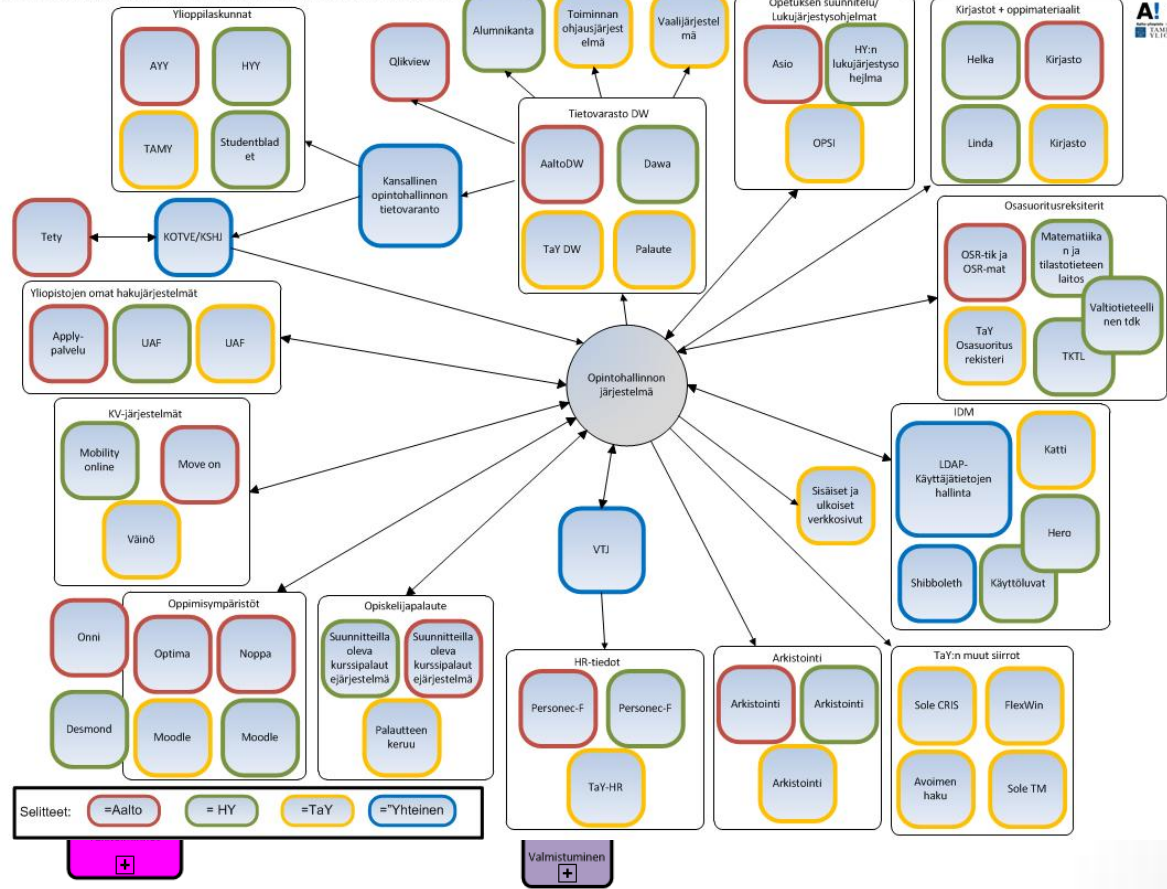 Ylioppilaskunnat
AYY
HYY
TAMY
Studentblad
et
Qlikview
Alumnikanta
Toiminnan
ohjausjärjest
elmä
Vaalijärjestel
mä
Opetuksen suunnitelu/
Lukujärjestysohjelmat
Asio
HY:n
lukujärjestyso
hejlma
OPSI
Kirjastot + oppimateriaalit
Helka
Kirjasto
Linda
Kirjasto
A!
Tietovarasto DW
AaltoDW
Dawa
TaY DW
Palaute
Kansallinen
opintohallinnon
tietovaranto
Tety
KOTVE/KSHJ
Osasuoritusreksiterit
OSR-tik ja
OSR-mat
Matematiika
n ja
tilastotieteen
laitos
Valtiotieteelli
nen tdk
TaY
Osasuoritus
rekisteri
TKTL
Yliopistojen omat hakujärjestelmät
Apply-
palvelu
UAF
UAF
Opintohallinnon
järjestelmä
KV-järjestelmät
Mobility
online
Move on
Väinö
IDM
LDAP-
Käyttäjätietojen
hallinta
Katti
Hero
Shibboleth
Käyttöluvat
Sisäiset ja
ulkoiset
verkkosivut
VTJ
Oppimisympäristöt
Onni
Optima
Noppa
Desmond
Moodle
Moodle
Opiskelijapalaute
Suunnitteilla
oleva
kurssipalaut
ejärjestelmä
Suunnitteilla
oleva
kurssipalaut
ejärjestelmä
Palautteen
keruu
HR-tiedot
Personec-F
Personec-F
TaY-HR
Arkistointi
Arkistointi
Arkistointi
Arkistointi
TaY:n muut siirrot
Sole CRIS
FlexWin
Avoimen
haku
Sole TM
Selitteet:
=Aalto
= HY
=TaY
="Yhteinen
Valmistuminen